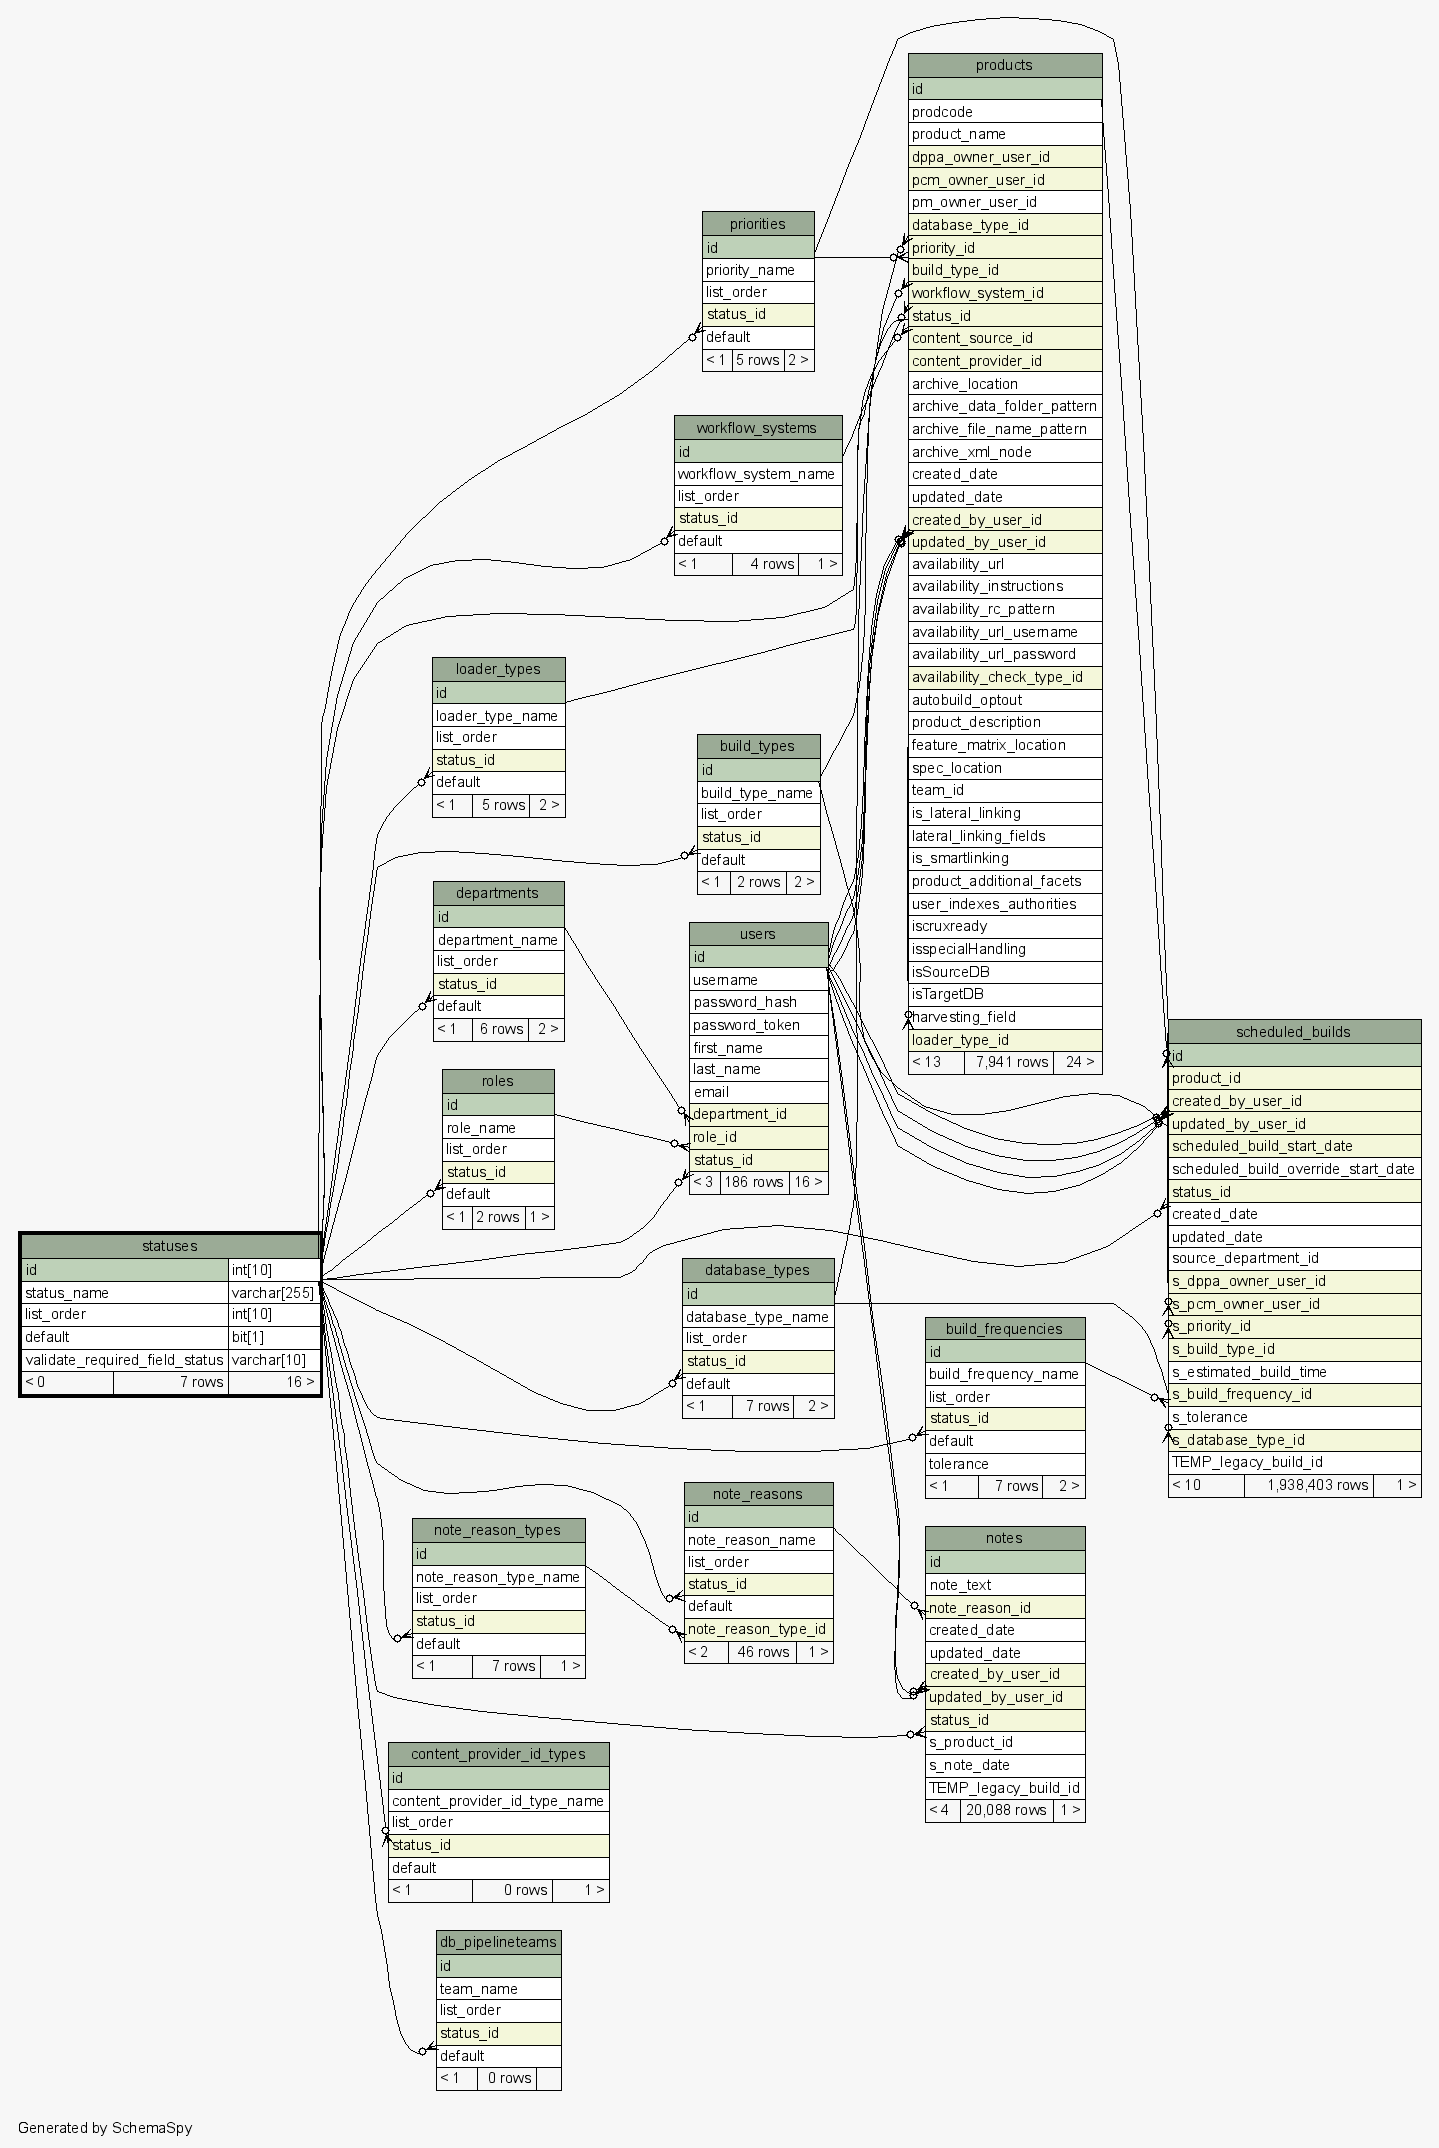 products
id
prodcode
product_name
dppa_owner_user_id
pcm_owner_user_id
pm_owner_user_id
database_type_id
priority_id
build_type_id
workflow_system_id
status_id
content_source_id
content_provider_id
archive_location
archive_data_folder_pattern
archive_file_name_pattern
archive_xml_node
created_date
updated_date
created_by_user_id
updated_by_user_id
availability_url
availability_instructions
availability_rc_pattern
availability_url_username
availability_url_password
availability_check_type_id
autobuild_optout
product_description
feature_matrix_location
spec_location
team_id
is_lateral_linking
lateral_linking_fields
is_smartlinking
product_additional_facets
user_indexes_authorities
iscruxready
isspecialHandling
isSourceDB
isTargetDB
harvesting_field
loader_type_id
< 13 7,941 rows 24 >
priorities
id
priority_name
list_order
status_id
default
< 1 5 rows 2 >
workflow_systems
id
workflow_system_name
list_order
status_id
default
< 1 4 rows 1 >
loader_types
id
loader_type_name
list_order
status_id
default
< 1 5 rows 2 >
build_types
id
build_type_name
list_order
status_id
default
< 1 2 rows 2 >
departments
id
department_name
list_order
status_id
default
< 1 6 rows 2 >
users
id
username
password_hash
password_token
first_name
last_name
email
department_id
role_id
status_id
< 3 186 rows 16 >
roles
id
role_name
list_order
status_id
default
< 1 2 rows 1 >
scheduled_builds
id
product_id
created_by_user_id
updated_by_user_id
scheduled_build_start_date
scheduled_build_override_start_date
status_id
created_date
updated_date
source_department_id
s_dppa_owner_user_id
s_pcm_owner_user_id
s_priority_id
s_build_type_id
s_estimated_build_time
s_build_frequency_id
s_tolerance
s_database_type_id
TEMP_legacy_build_id
< 10 1,938,403 rows 1 >
statuses
id int[10]
status_name varchar[255]
list_order int[10]
default bit[1]
validate_required_field_status varchar[10]
< 0 7 rows 16 >
database_types
id
database_type_name
list_order
status_id
default
< 1 7 rows 2 >
build_frequencies
id
build_frequency_name
list_order
status_id
default
tolerance
< 1 7 rows 2 >
note_reasons
id
note_reason_name
list_order
status_id
default
note_reason_type_id
< 2 46 rows 1 >
note_reason_types
id
note_reason_type_name
list_order
status_id
default
< 1 7 rows 1 >
notes
id
note_text
note_reason_id
created_date
updated_date
created_by_user_id
updated_by_user_id
status_id
s_product_id
s_note_date
TEMP_legacy_build_id
< 4 20,088 rows 1 >
content_provider_id_types
id
content_provider_id_type_name
list_order
status_id
default
< 1 0 rows 1 >
db_pipelineteams
id
team_name
list_order
status_id
default
< 1 0 rows
Generated by SchemaSpy